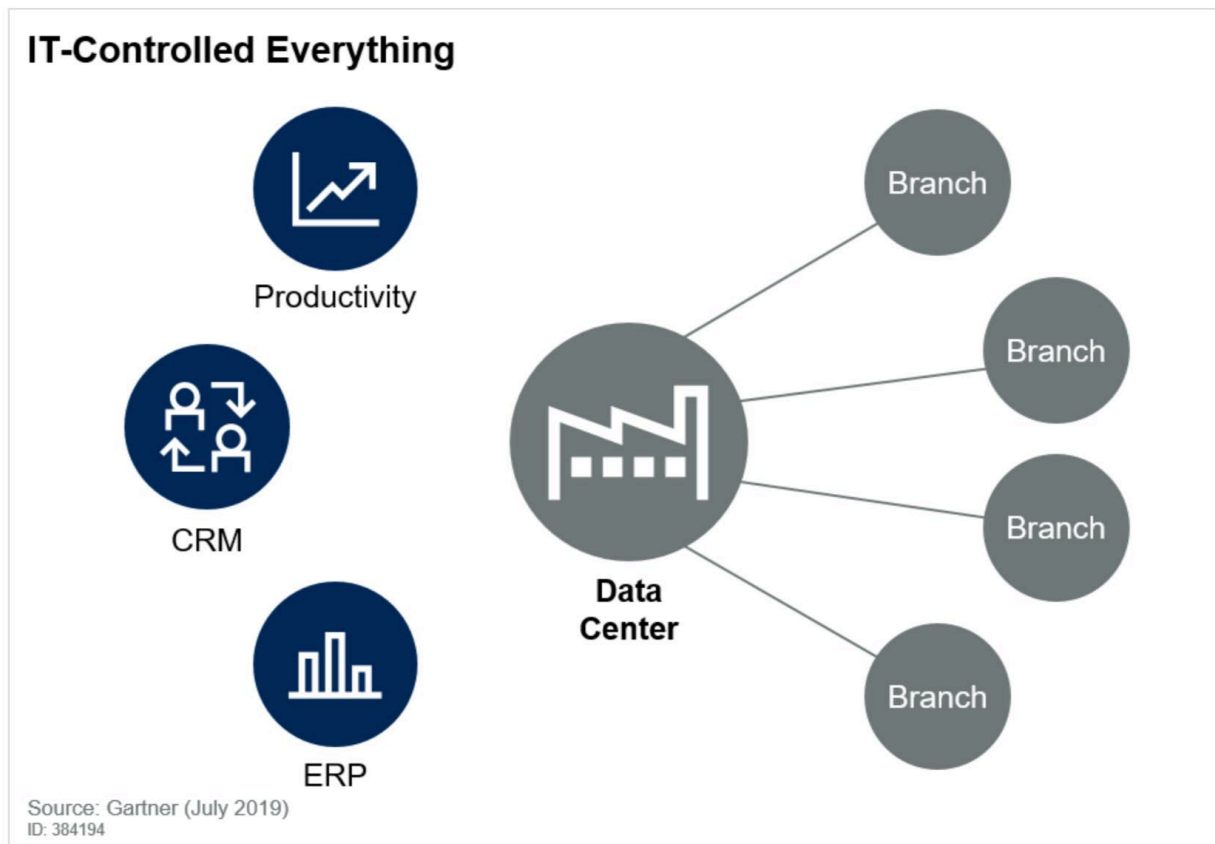 IT-Controlled Everything
Productivity
CRM
ERP
Data
Center
Branch
Branch
Branch
Branch
Source: Gartner (July 2019)
ID: 384194